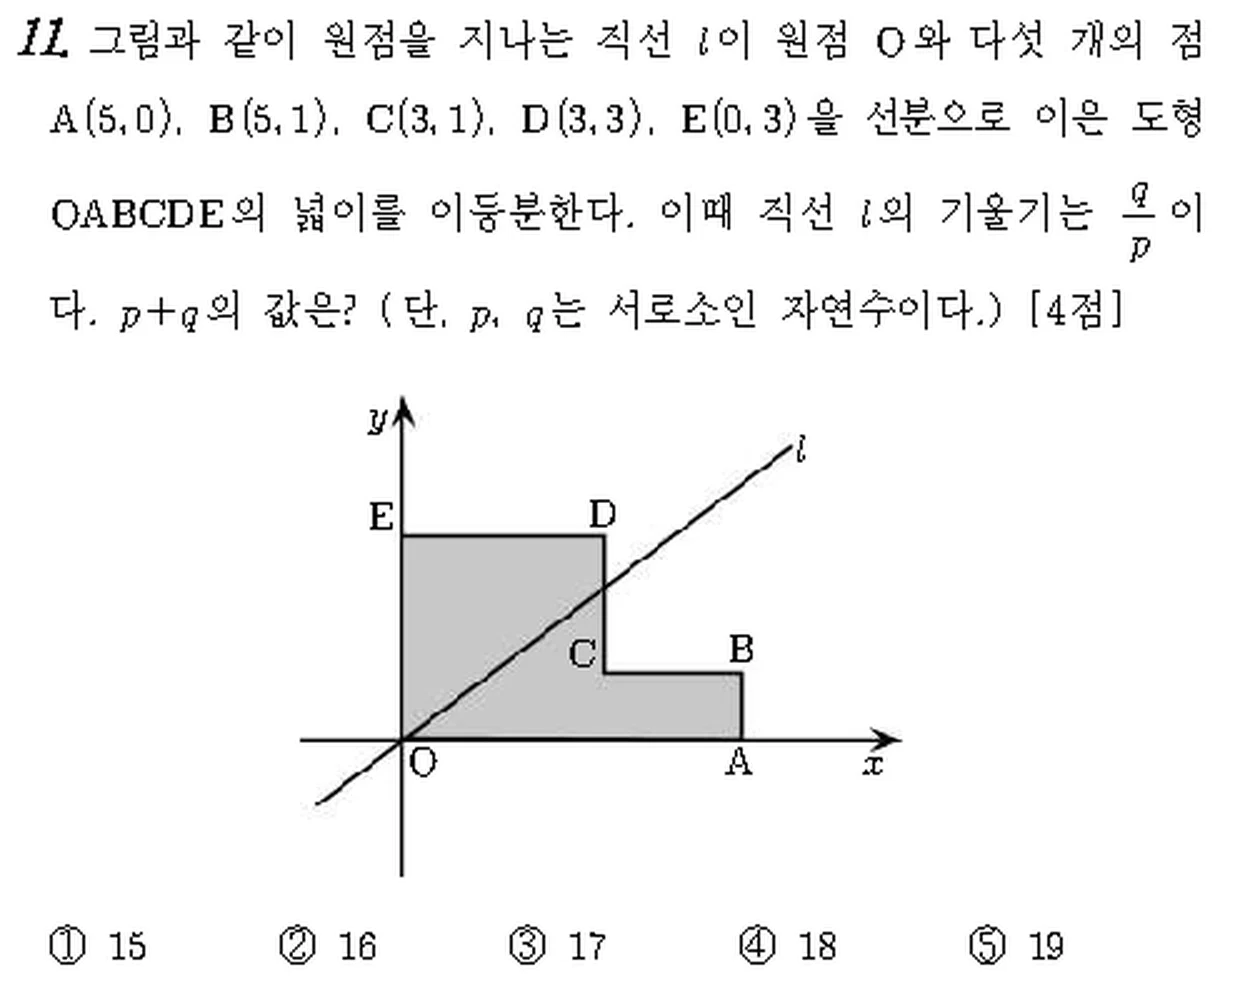 11. 그림과 같이 원점을 지나는 직선 l이 원점 O와 다섯 개의 점
A(5, 0), B(5, 1), C(3, 1), D(3, 3), E(0, 3)을 선분으로 이은 도형
OABCDE의 넓이를 이등분한다. 이때 직선 l의 기울기는 q/p 이
다. p+q의 값은? (단, p, q는 서로소인 자연수이다.) [4점]
y
l
E
D
C
B
O
A
x
① 15 ② 16 ③ 17 ④ 18 ⑤ 19